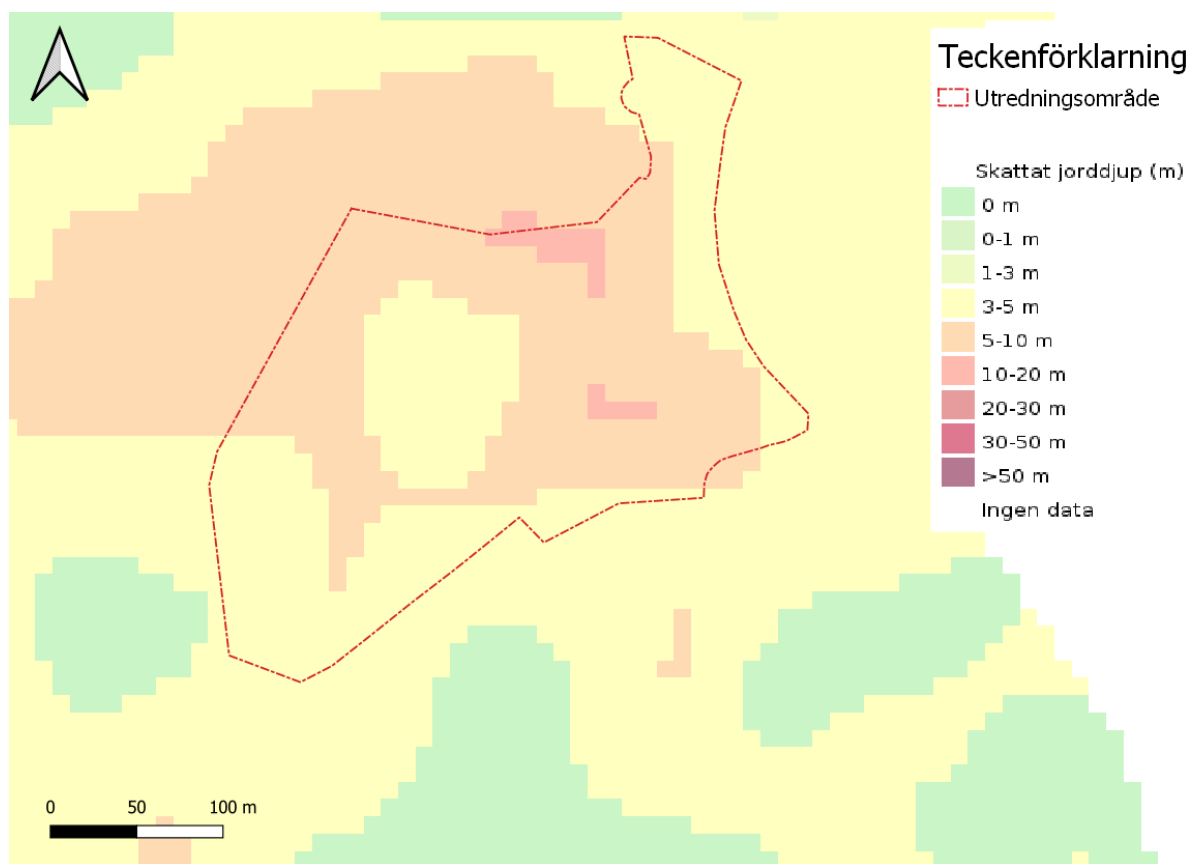 Teckenförklarning
Utredningsområde
Skattat jorddjup (m)
0 m
0-1 m
1-3 m
3-5 m
5-10 m
10-20 m
20-30 m
30-50 m
>50 m
Ingen data
0 50 100 m